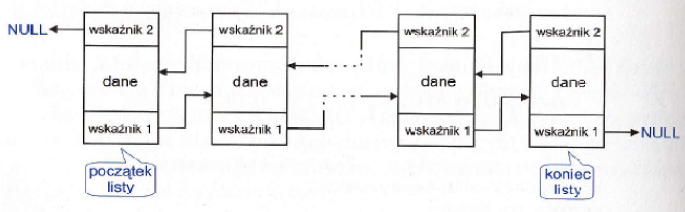 NULL
wskaźnik 2
wskaźnik 2
wskaźnik 2
wskaźnik 2
dane
dane
dane
dane
wskaźnik 1
wskaźnik 1
wskaźnik 1
wskaźnik 1
NULL
początek
listy
koniec
listy